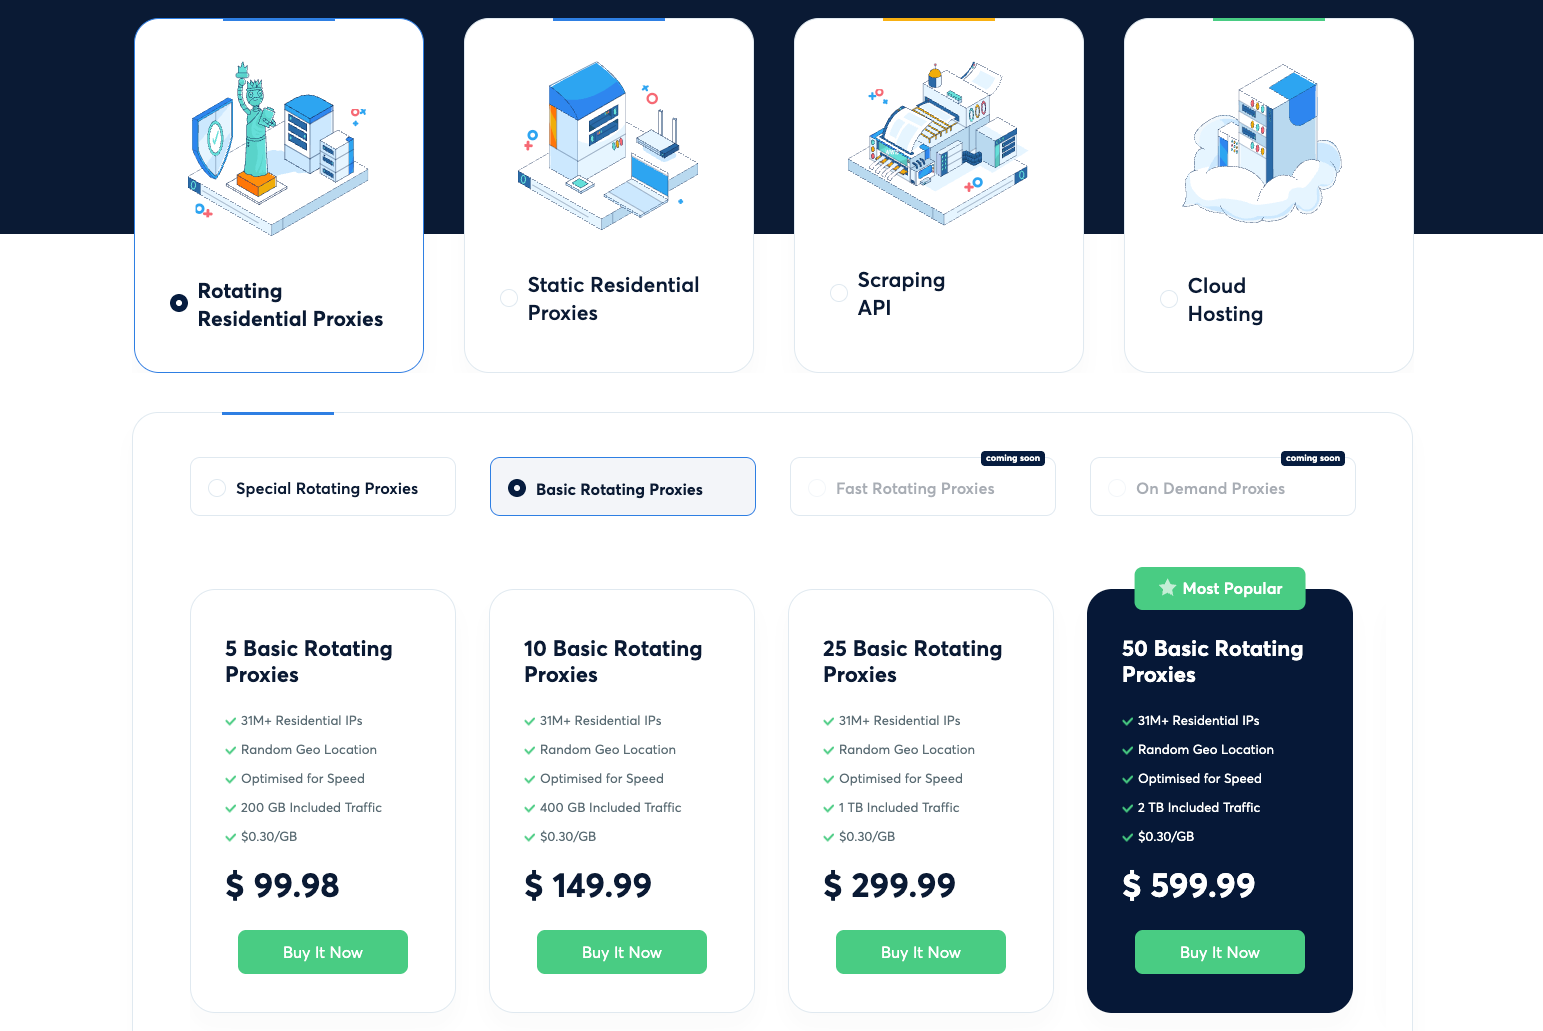 Rotating
Residential Proxies
Static Residential
Proxies
Scraping
API
Cloud
Hosting
Special Rotating Proxies
Basic Rotating Proxies
coming soon
Fast Rotating Proxies
coming soon
On Demand Proxies
5 Basic Rotating
Proxies
31M+ Residential IPs
Random Geo Location
Optimised for Speed
200 GB Included Traffic
$0.30/GB
$ 99.98
Buy It Now
10 Basic Rotating
Proxies
31M+ Residential IPs
Random Geo Location
Optimised for Speed
400 GB Included Traffic
$0.30/GB
$ 149.99
Buy It Now
25 Basic Rotating
Proxies
31M+ Residential IPs
Random Geo Location
Optimised for Speed
1 TB Included Traffic
$0.30/GB
$ 299.99
Buy It Now
Most Popular
50 Basic Rotating
Proxies
31M+ Residential IPs
Random Geo Location
Optimised for Speed
2 TB Included Traffic
$0.30/GB
$ 599.99
Buy It Now